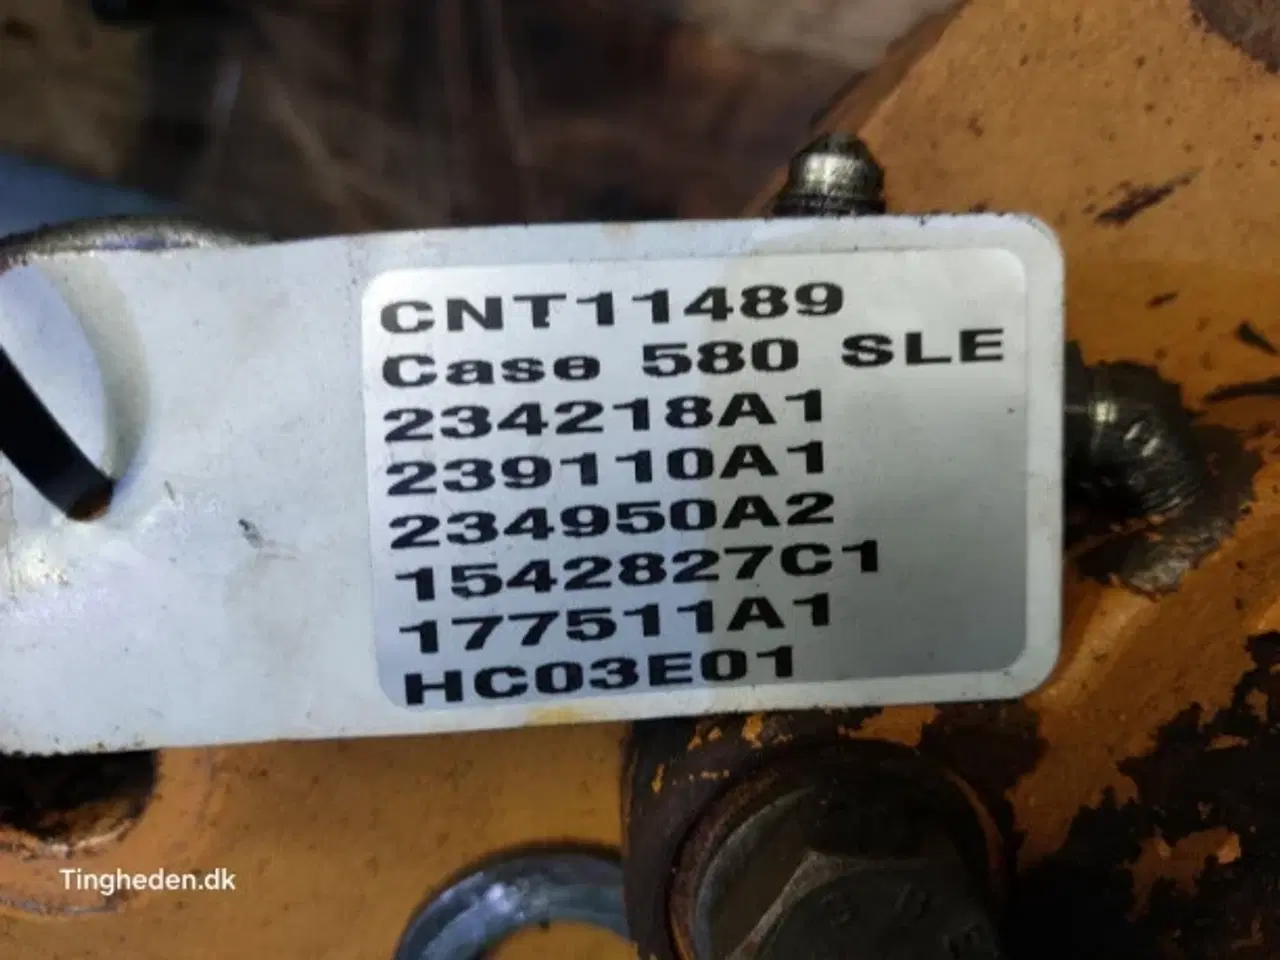 CNT11489
Case 580 SLE
234218A1
239110A1
234950A2
1542827C1
177511A1
HC03E01
Tingheden.dk